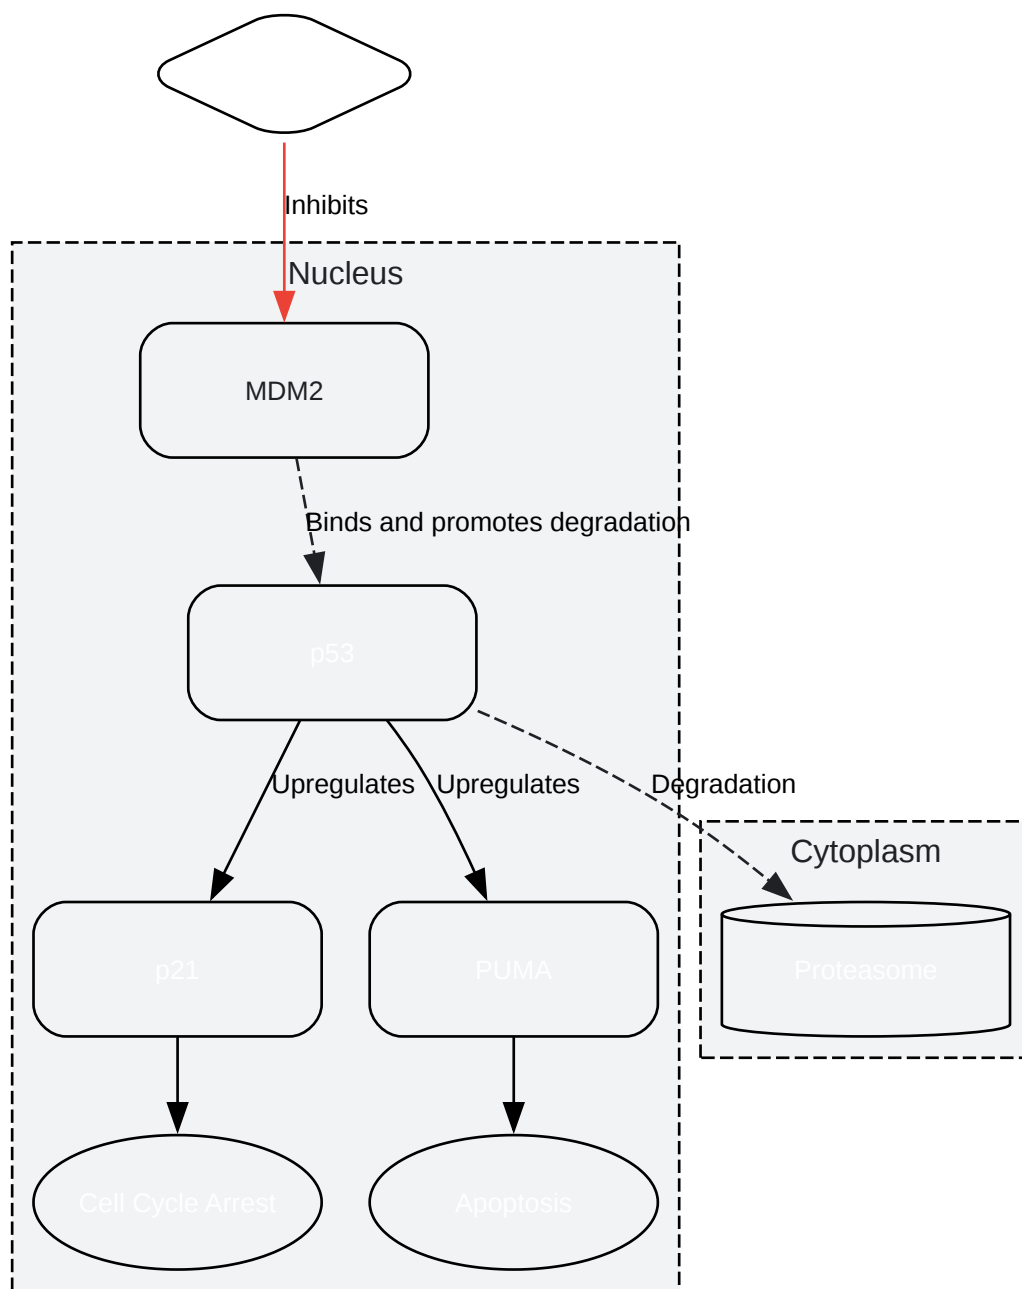 Inhibits
Nucleus
MDM2
Binds and promotes degradation
p53
Upregulates
Upregulates
Degradation
Cytoplasm
p21
PUMA
Proteasome
Cell Cycle Arrest
Apoptosis